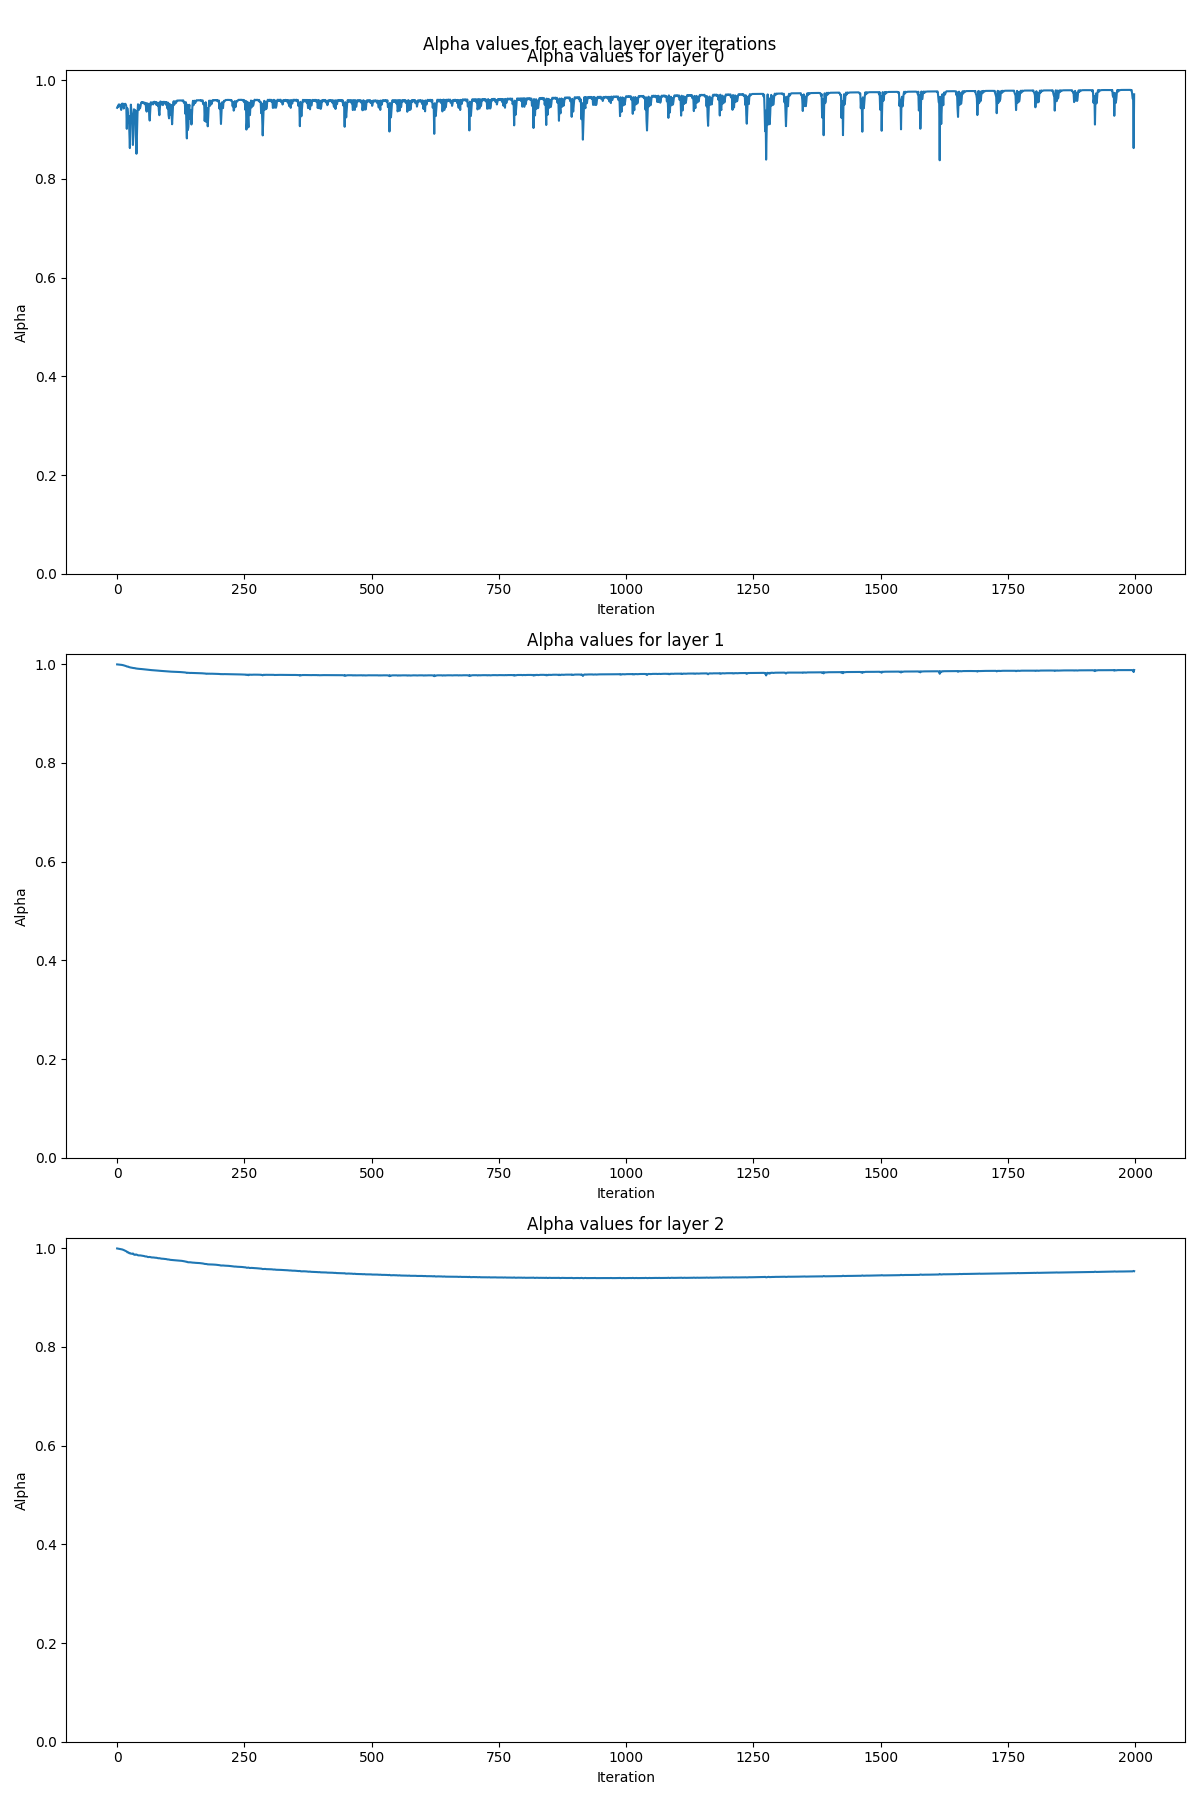 Alpha values for each layer over iterations
Alpha values for layer 0
1.0
0.8
0.6
0.4
0.2
0.0
Alpha
0 250 500 750 1000 1250 1500 1750 2000
Iteration
Alpha values for layer 1
1.0
0.8
0.6
0.4
0.2
0.0
Alpha
0 250 500 750 1000 1250 1500 1750 2000
Iteration
Alpha values for layer 2
1.0
0.8
0.6
0.4
0.2
0.0
Alpha
0 250 500 750 1000 1250 1500 1750 2000
Iteration